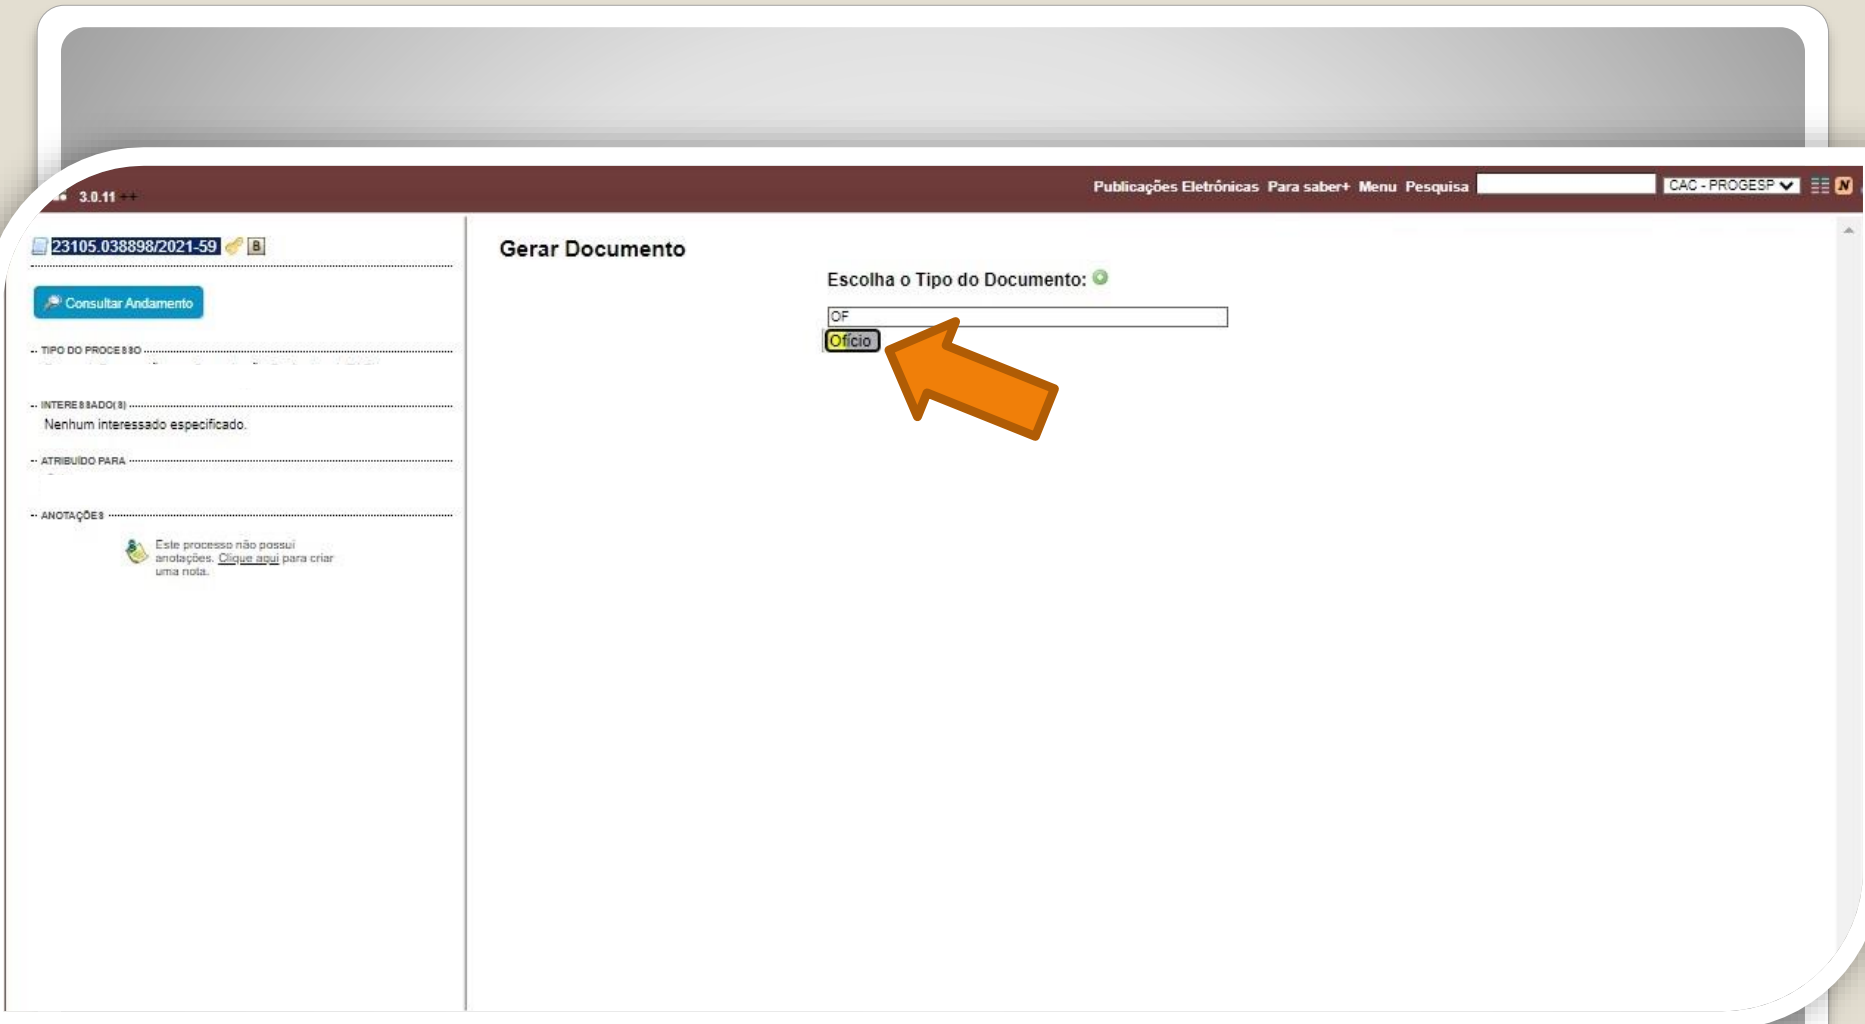 3.0.11 ++
Publicações Eletrônicas Para saber+ Menu Pesquisa
CAC - PROGESP
N
23105.038898/2021-59
B
Consultar Andamento
TIPO DO PROCESSO
INTERESSADO(S)
Nenhum interessado especificado.
ATRIBUÍDO PARA
ANOTAÇÕES
Este processo não possui
anotações. Clique aqui para criar
uma nota.
Gerar Documento
Escolha o Tipo do Documento:
OF
Ofício